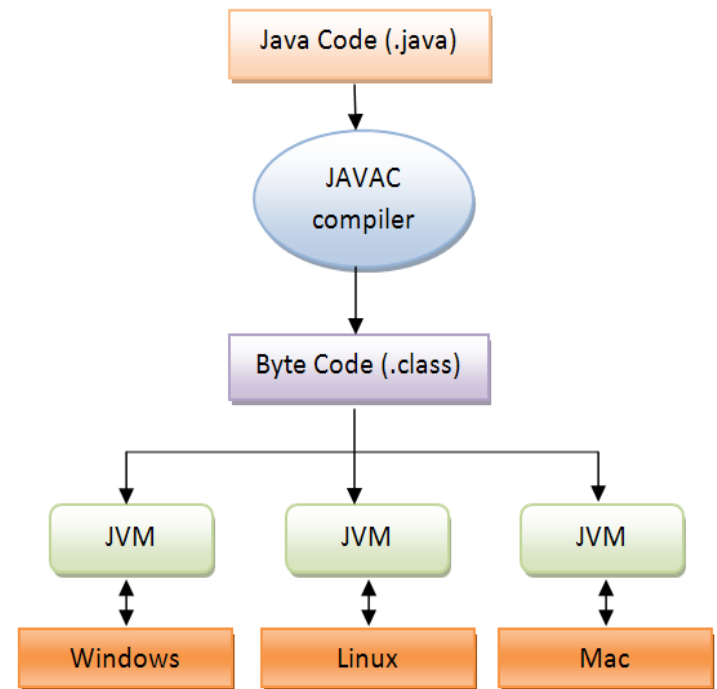 Java Code (.java)
JAVAC
compiler
Byte Code (.class)
JVM
JVM
JVM
Windows
Linux
Mac